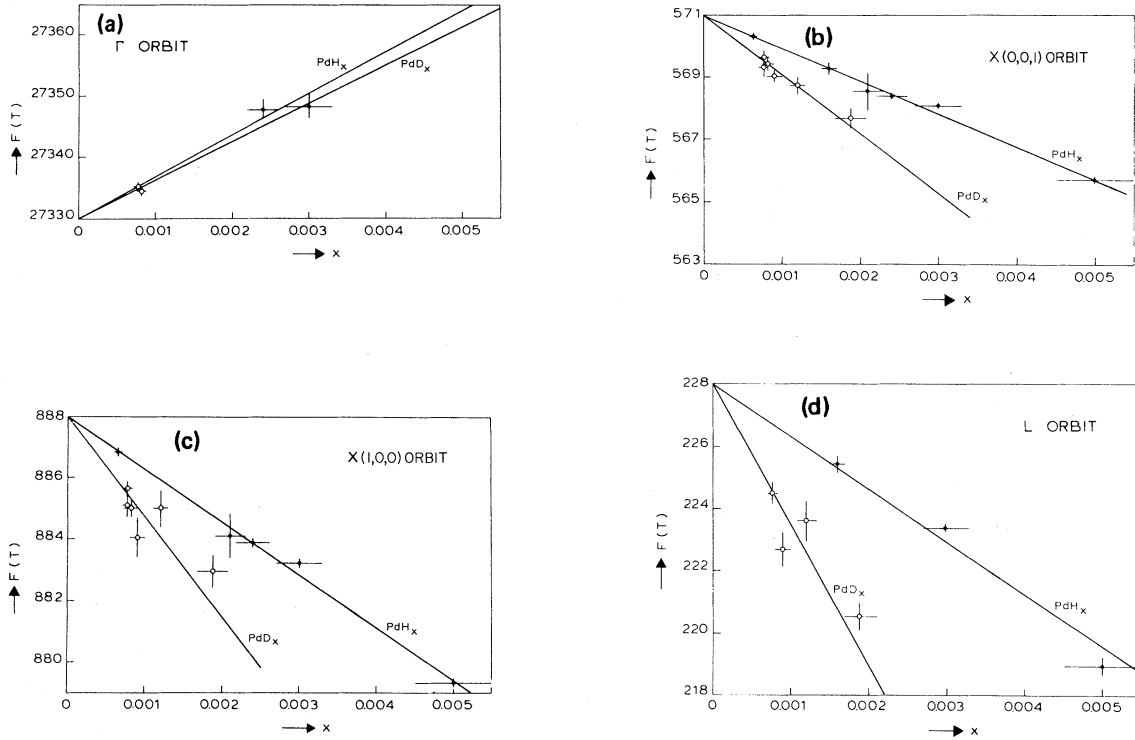 (a)
Γ ORBIT
27360
27350
27340
27330
F (T)
PdHx
PdDx
0 0.001 0.002 0.003 0.004 0.005
x
(b)
X (0,0,1) ORBIT
571
569
567
565
563
F (T)
PdHx
PdDx
0 0.001 0.002 0.003 0.004 0.005
x
(c)
X (1,0,0) ORBIT
888
886
884
882
880
F (T)
PdDx
PdHx
0 0.001 0.002 0.003 0.004 0.005
x
(d)
L ORBIT
228
226
224
222
220
218
F (T)
PdDx
PdHx
0 0.001 0.002 0.003 0.004 0.005
x